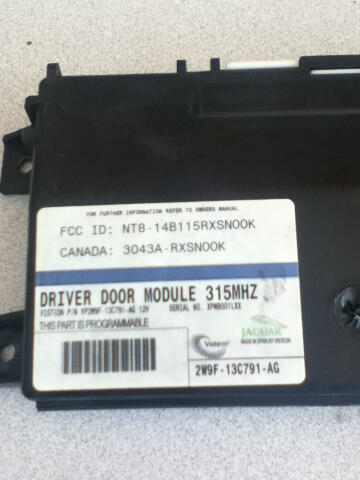 FOR FURTHER INFORMATION REFER TO OWNERS MANUAL
FCC ID: NT8-14B115RXSNOOK
CANADA: 3043A-RXSNOOK
DRIVER DOOR MODULE 315MHZ
VISTEON P/N VP2W9F-13C791-AG 12V SERIAL NO. XPWB001LXX
THIS PART IS PROGRAMMABLE
Visteon
JAGUAR
MADE IN SPAIN BY VISTEON
2W9F-13C791-AG